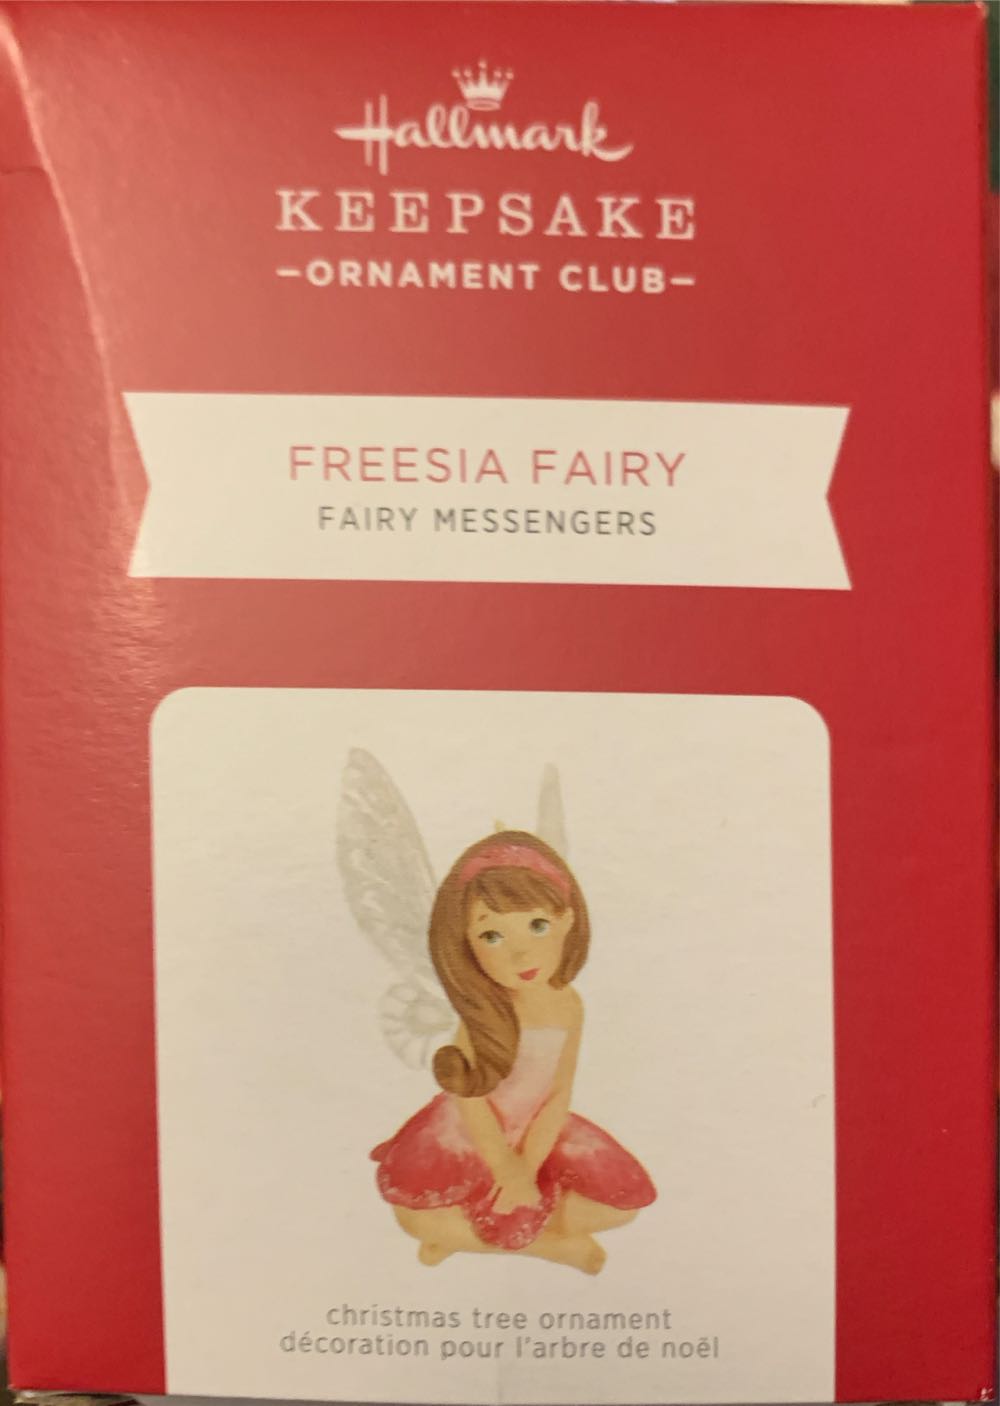 Hallmark
KEEPSAKE
–ORNAMENT CLUB–
FREESIA FAIRY
FAIRY MESSENGERS
christmas tree ornament
décoration pour l'arbre de noël